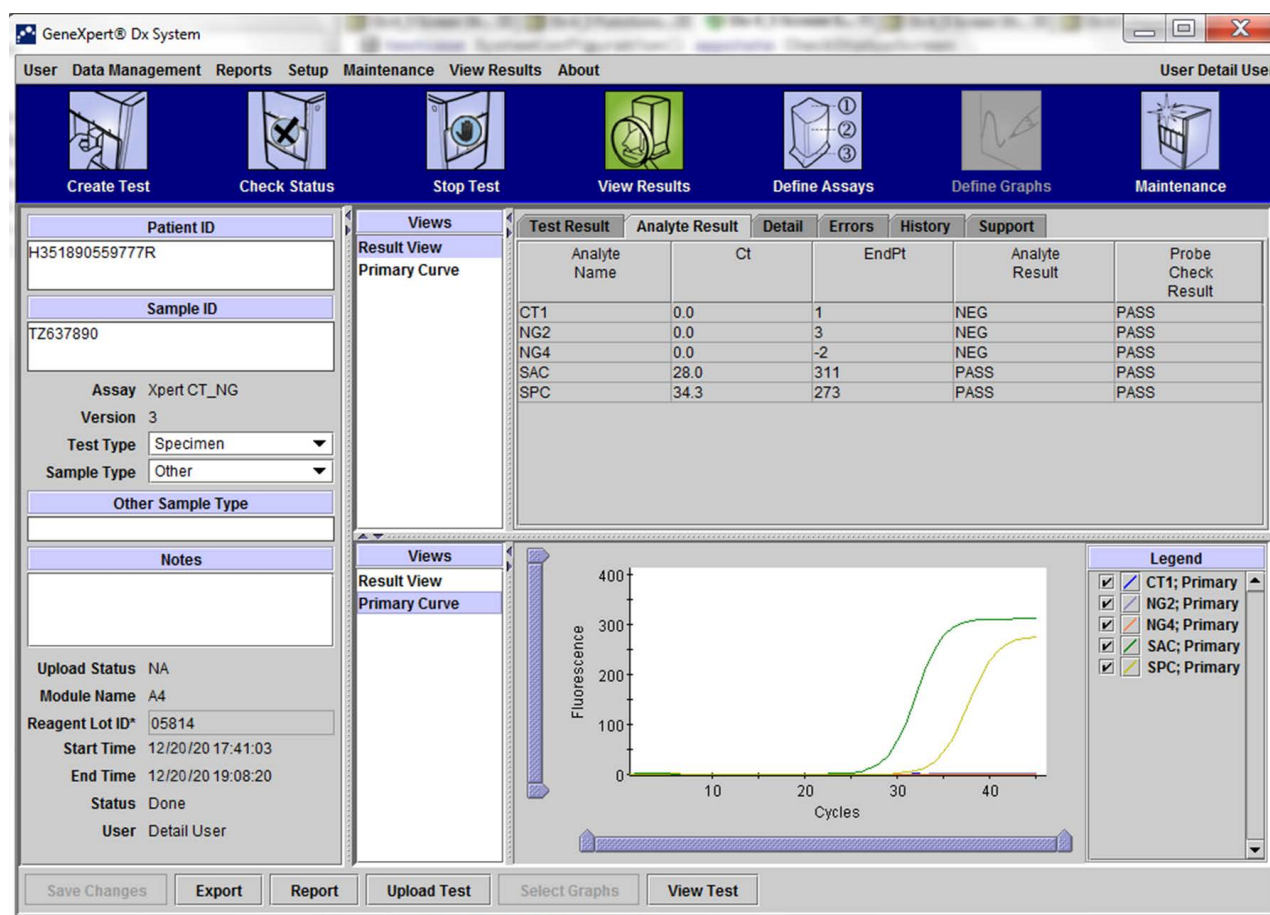 GeneXpert® Dx System
User Data Management Reports Setup Maintenance View Results About User Detail Use
Create Test Check Status Stop Test View Results Define Assays Define Graphs Maintenance
Patient ID
H351890559777R
Sample ID
TZ637890
Assay Xpert CT_NG
Version 3
Test Type Specimen
Sample Type Other
Other Sample Type
Notes
Upload Status NA
Module Name A4
Reagent Lot ID* 05814
Start Time 12/20/20 17:41:03
End Time 12/20/20 19:08:20
Status Done
User Detail User
Views
Result View
Primary Curve
Test Result Analyte Result Detail Errors History Support
Analyte Name Ct EndPt Analyte Result Probe Check Result
CT1 0.0 1 NEG PASS
NG2 0.0 3 NEG PASS
NG4 0.0 -2 NEG PASS
SAC 28.0 311 PASS PASS
SPC 34.3 273 PASS PASS
Views
Result View
Primary Curve
Fluorescence
400
300
200
100
0
10 20 30 40
Cycles
Legend
CT1; Primary
NG2; Primary
NG4; Primary
SAC; Primary
SPC; Primary
Save Changes Export Report Upload Test Select Graphs View Test